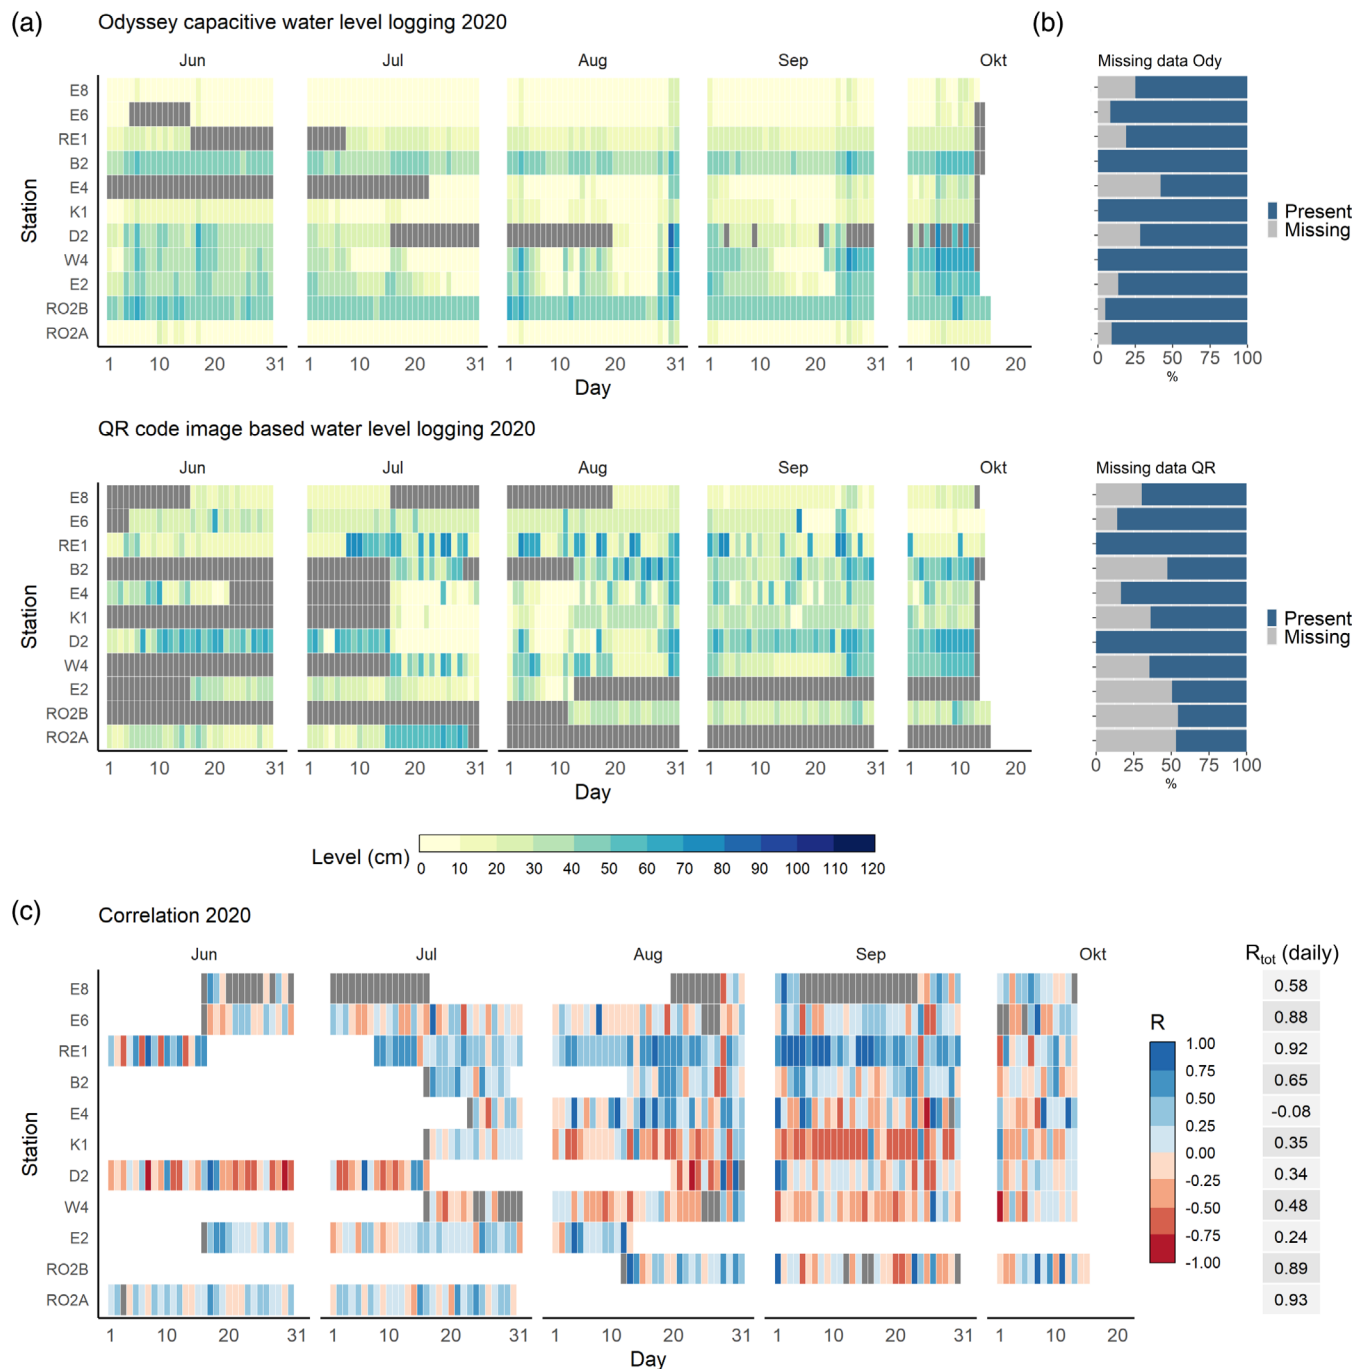 (a) Odyssey capacitive water level logging 2020
(b)
Jun Jul Aug Sep Okt
Missing data Ody
Station
E8
E6
RE1
B2
E4
K1
D2
W4
E2
RO2B
RO2A
Present
Missing
1 10 20 31 1 10 20 31 1 10 20 31 1 10 20 31 1 10 20
Day
0 25 50 75 100
%
QR code image based water level logging 2020
Jun Jul Aug Sep Okt
Missing data QR
Station
E8
E6
RE1
B2
E4
K1
D2
W4
E2
RO2B
RO2A
Present
Missing
1 10 20 31 1 10 20 31 1 10 20 31 1 10 20 31 1 10 20
Day
0 25 50 75 100
%
Level (cm)
0 10 20 30 40 50 60 70 80 90 100 110 120
(c) Correlation 2020
Jun Jul Aug Sep Okt
Rtot (daily)
Station
E8 0.58
E6 0.88
RE1 0.92
B2 0.65
E4 -0.08
K1 0.35
D2 0.34
W4 0.48
E2 0.24
RO2B 0.89
RO2A 0.93
R
1.00
0.75
0.50
0.25
0.00
-0.25
-0.50
-0.75
-1.00
1 10 20 31 1 10 20 31 1 10 20 31 1 10 20 31 1 10 20
Day